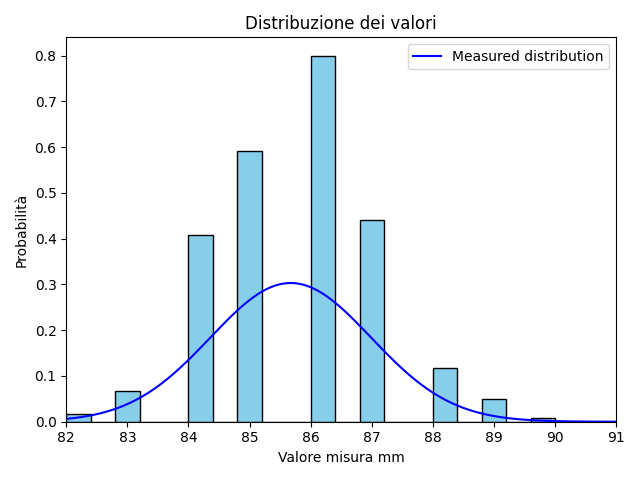 Distribuzione dei valori
Measured distribution
Probabilità
0.8
0.7
0.6
0.5
0.4
0.3
0.2
0.1
0.0
82 83 84 85 86 87 88 89 90 91
Valore misura mm